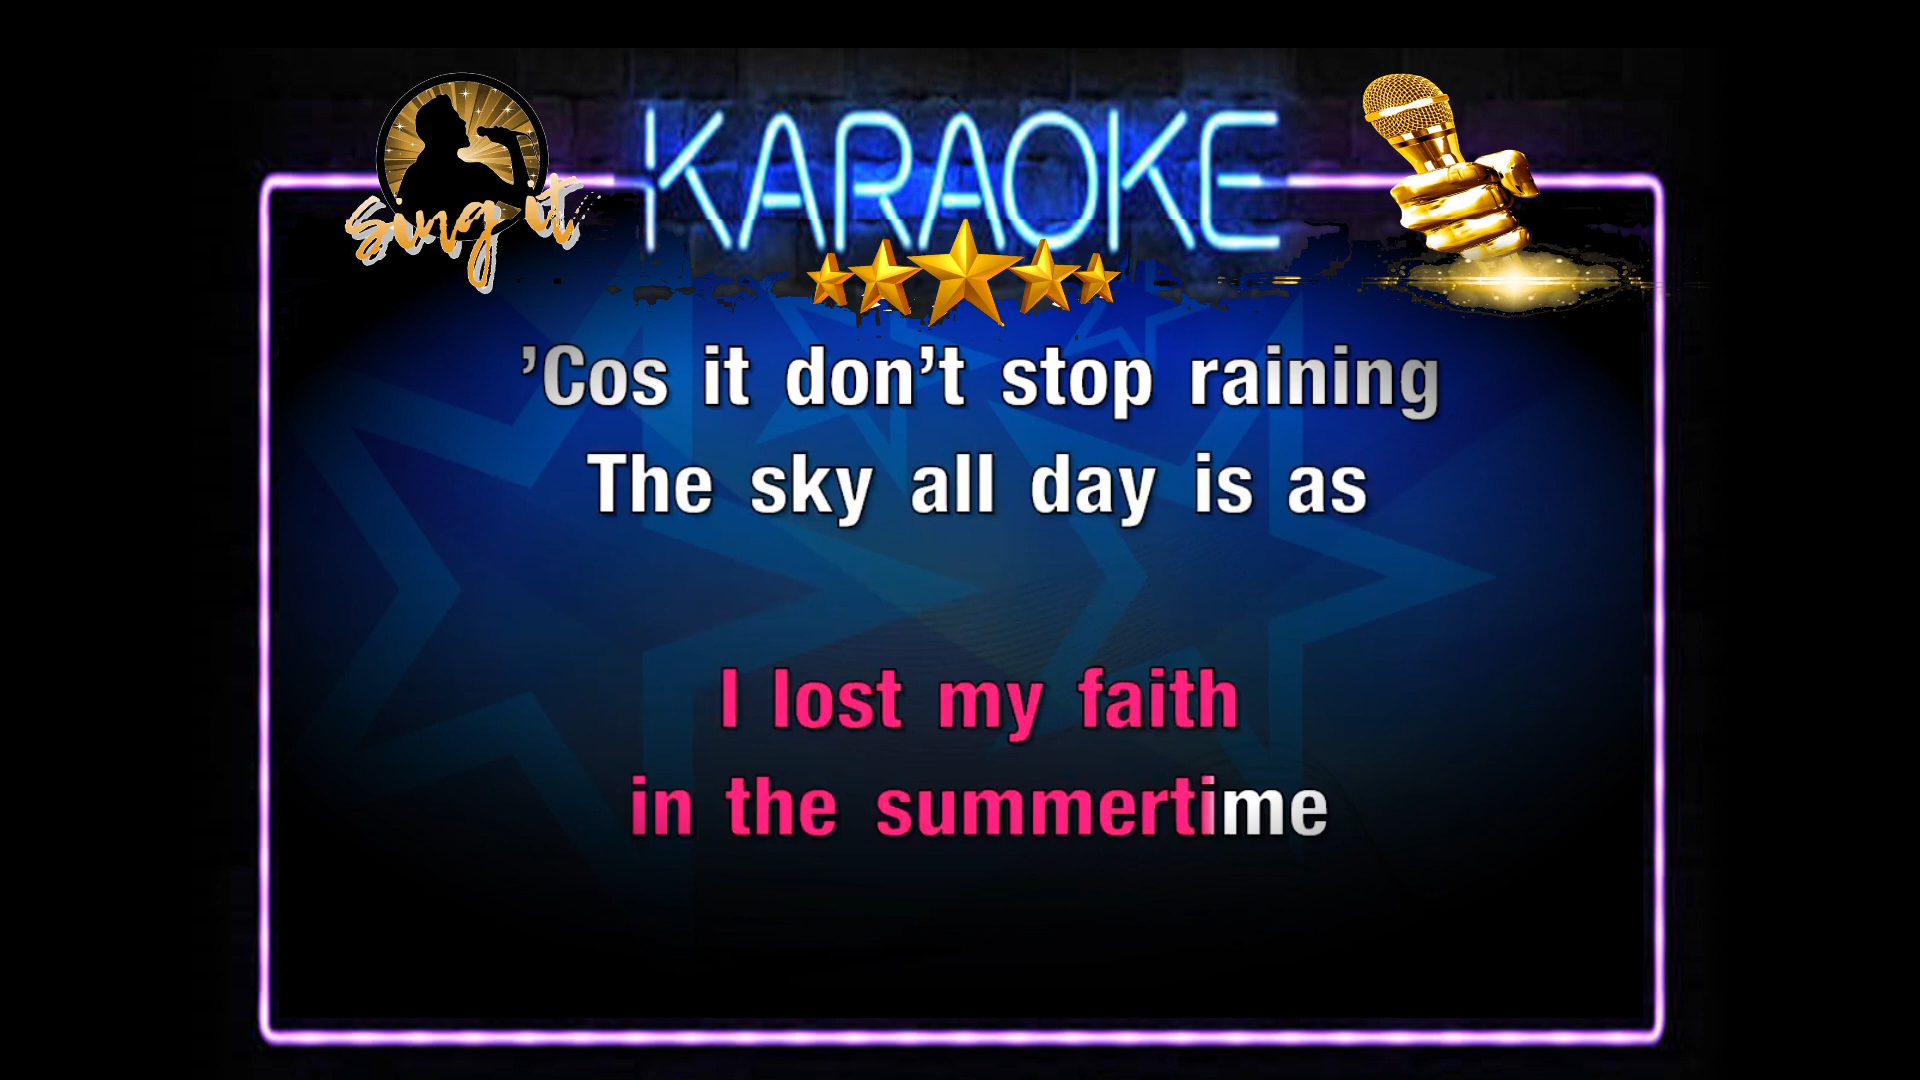 sing it
KARAOKE
’Cos it don’t stop raining
The sky all day is as
I lost my faith
in the summertime